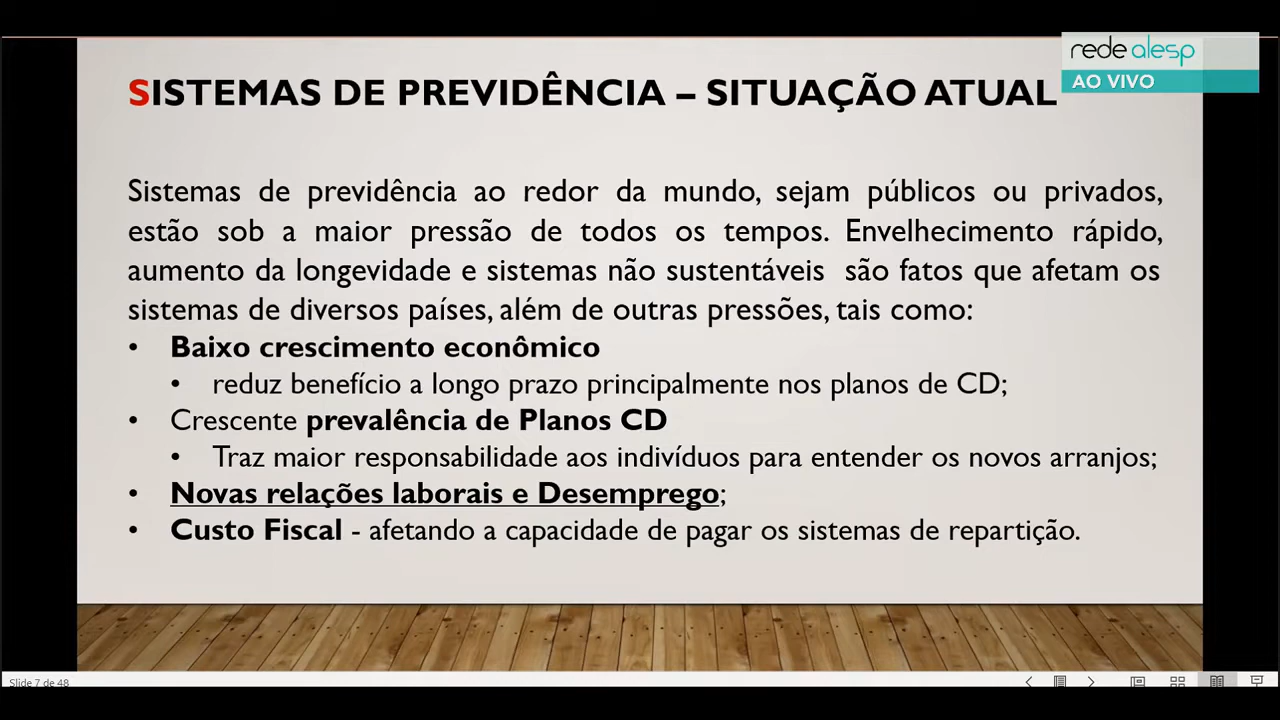 rede alesp
AO VIVO
SISTEMAS DE PREVIDÊNCIA – SITUAÇÃO ATUAL
Sistemas de previdência ao redor da mundo, sejam públicos ou privados,
estão sob a maior pressão de todos os tempos. Envelhecimento rápido,
aumento da longevidade e sistemas não sustentáveis são fatos que afetam os
sistemas de diversos países, além de outras pressões, tais como:
• Baixo crescimento econômico
• reduz benefício a longo prazo principalmente nos planos de CD;
• Crescente prevalência de Planos CD
• Traz maior responsabilidade aos indivíduos para entender os novos arranjos;
• Novas relações laborais e Desemprego;
• Custo Fiscal - afetando a capacidade de pagar os sistemas de repartição.
Slide 7 de 48